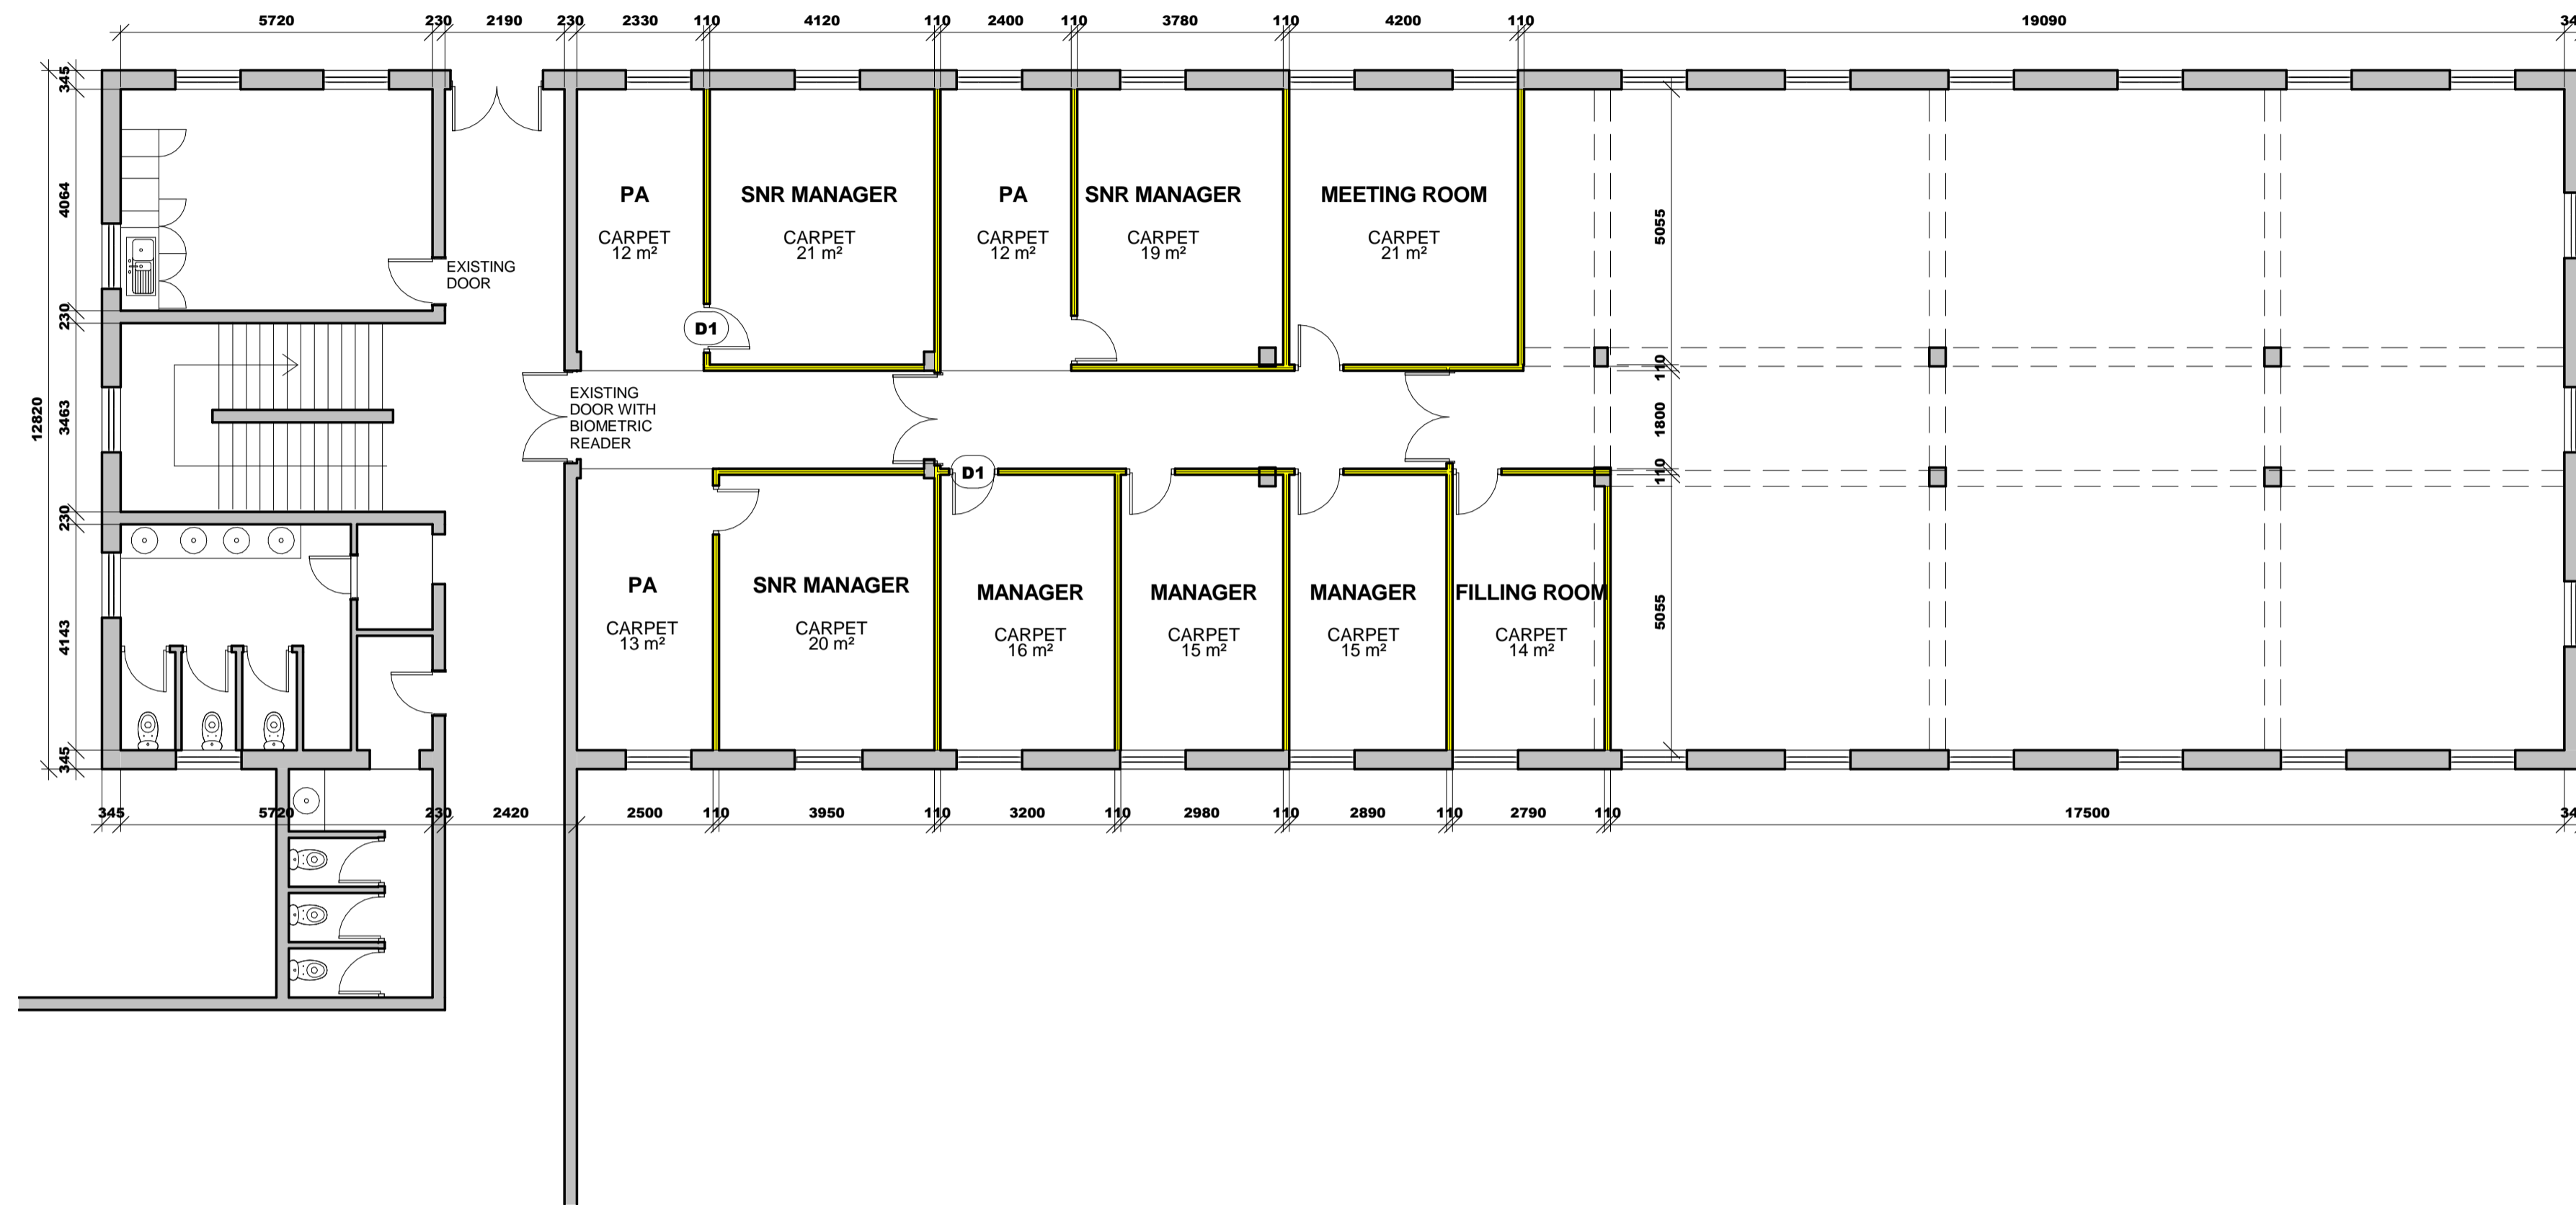 5720 230 2190 230 2330 110 4120 110 2400 110 3780 110 4200 110 19090 34
345
4064
230
3463
230
4143
345
12820
PA
CARPET
12 m²
SNR MANAGER
CARPET
21 m²
PA
CARPET
12 m²
SNR MANAGER
CARPET
19 m²
MEETING ROOM
CARPET
21 m²
EXISTING
DOOR
D1
EXISTING
DOOR WITH
BIOMETRIC
READER
D1
5055
110
1800
110
5055
PA
CARPET
13 m²
SNR MANAGER
CARPET
20 m²
MANAGER
CARPET
16 m²
MANAGER
CARPET
15 m²
MANAGER
CARPET
15 m²
FILLING ROOM
CARPET
14 m²
345 5720 230 2420 2500 110 3950 110 3200 110 2980 110 2890 110 2790 110 17500 34